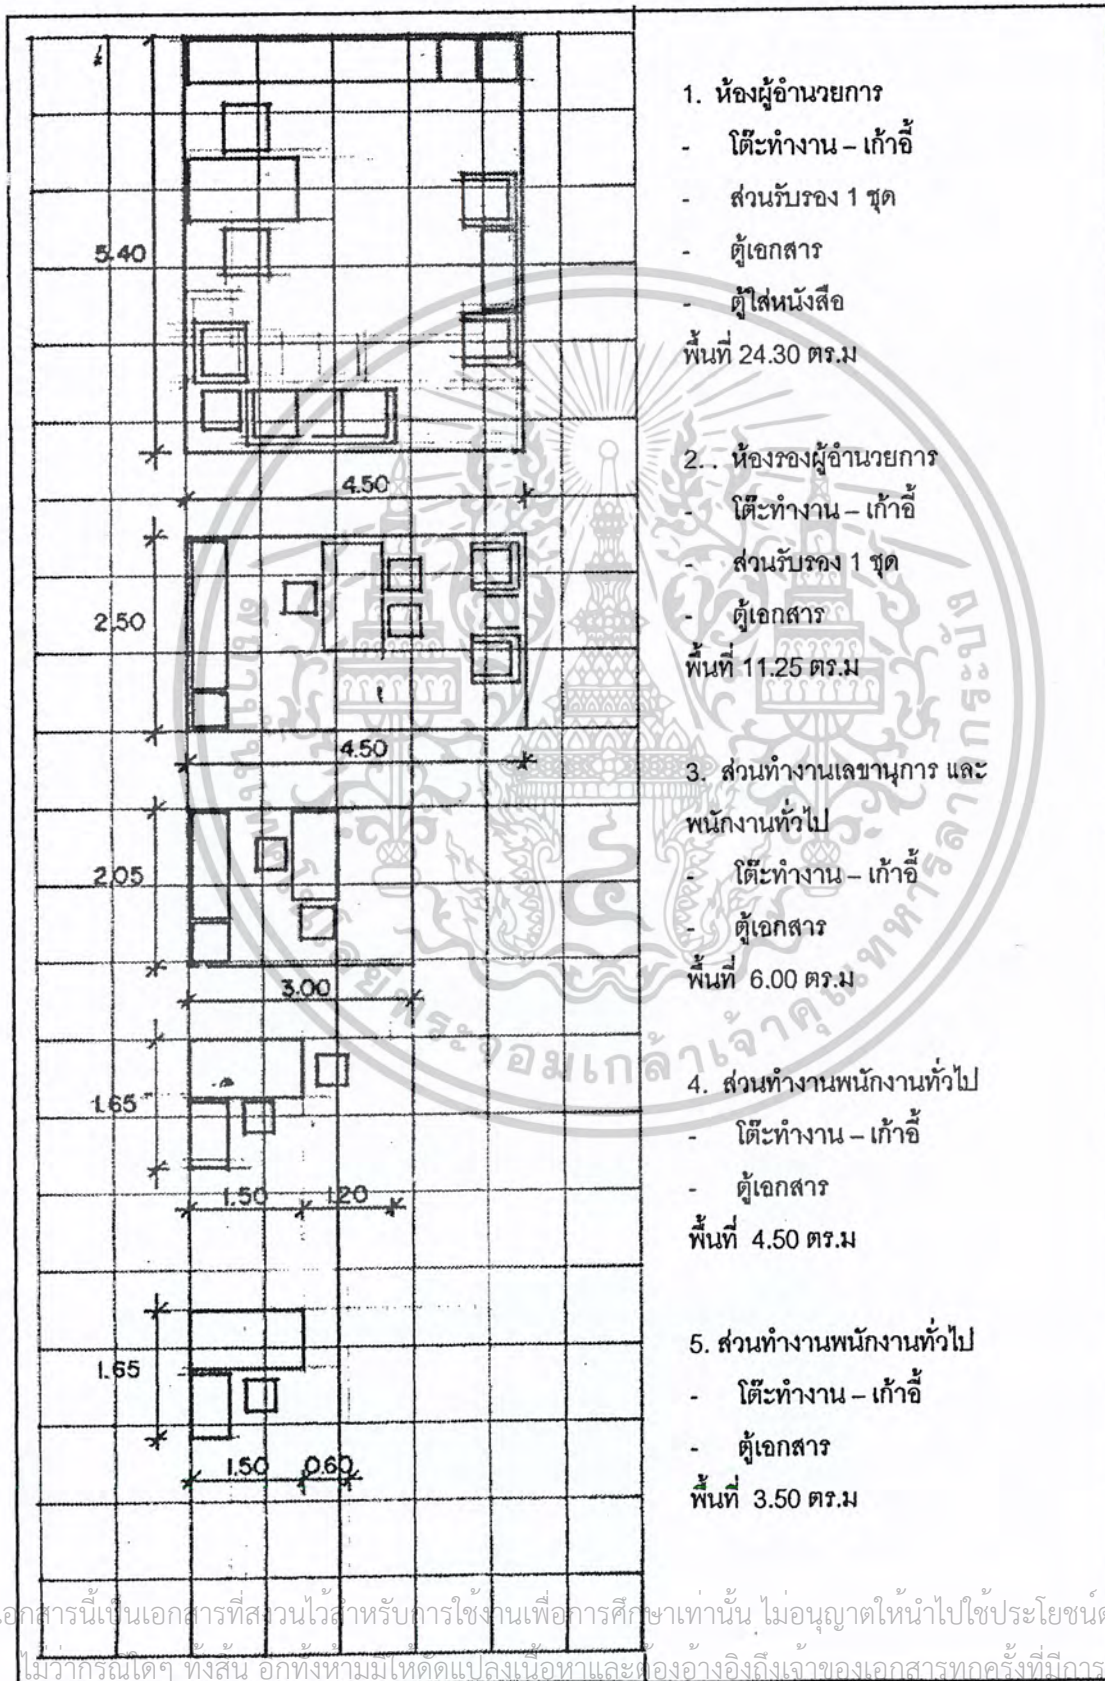 1. ห้องผู้อำนวยการ
- โต๊ะทำงาน – เก้าอี้
- ส่วนรับรอง 1 ชุด
- ตู้เอกสาร
- ตู้ใส่หนังสือ
พื้นที่ 24.30 ตร.ม
5.40
4.50
2.. ห้องรองผู้อำนวยการ
- โต๊ะทำงาน – เก้าอี้
- ส่วนรับรอง 1 ชุด
- ตู้เอกสาร
พื้นที่ 11.25 ตร.ม
2.50
4.50
3. ส่วนทำงานเลขานุการ และ
พนักงานทั่วไป
- โต๊ะทำงาน – เก้าอี้
- ตู้เอกสาร
พื้นที่ 6.00 ตร.ม
2.05
3.00
4. ส่วนทำงานพนักงานทั่วไป
- โต๊ะทำงาน – เก้าอี้
- ตู้เอกสาร
พื้นที่ 4.50 ตร.ม
1.65
1.50 1.20
5. ส่วนทำงานพนักงานทั่วไป
- โต๊ะทำงาน – เก้าอี้
- ตู้เอกสาร
พื้นที่ 3.50 ตร.ม
1.65
1.50 0.60
เอกสารนี้เป็นเอกสารที่สงวนไว้สำหรับการใช้งานเพื่อการศึกษาเท่านั้น ไม่อนุญาตให้นำไปใช้ประโยชน์
ไม่ว่ากรณีใดๆ ทั้งสิ้น อีกทั้งห้ามมิให้ดัดแปลงเนื้อหาและต้องอ้างอิงถึงเจ้าของเอกสารทุกครั้งที่มีการ